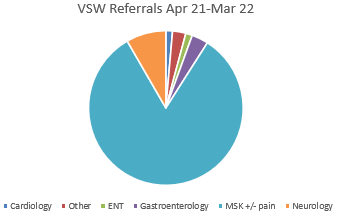 VSW Referrals Apr 21-Mar 22
Cardiology Other ENT Gastroenterology MSK +/- pain Neurology